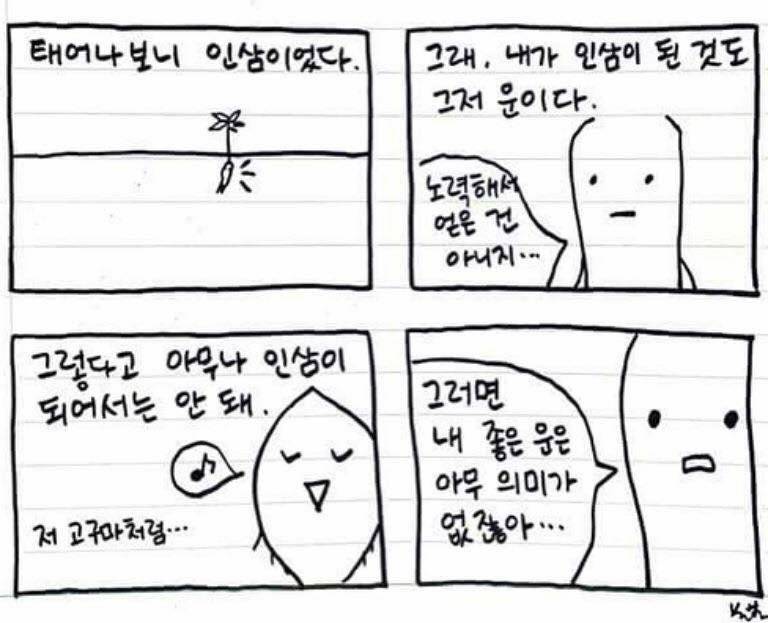 태어나보니 인삼이었다.
그래. 내가 인삼이 된 것도
그저 운이다.
노력해서
얻은 건
아니지...
그렇다고 아무나 인삼이
되어서는 안 돼.
저 고구마처럼...
그러면
내 좋은 운은
아무 의미가
없잖아...